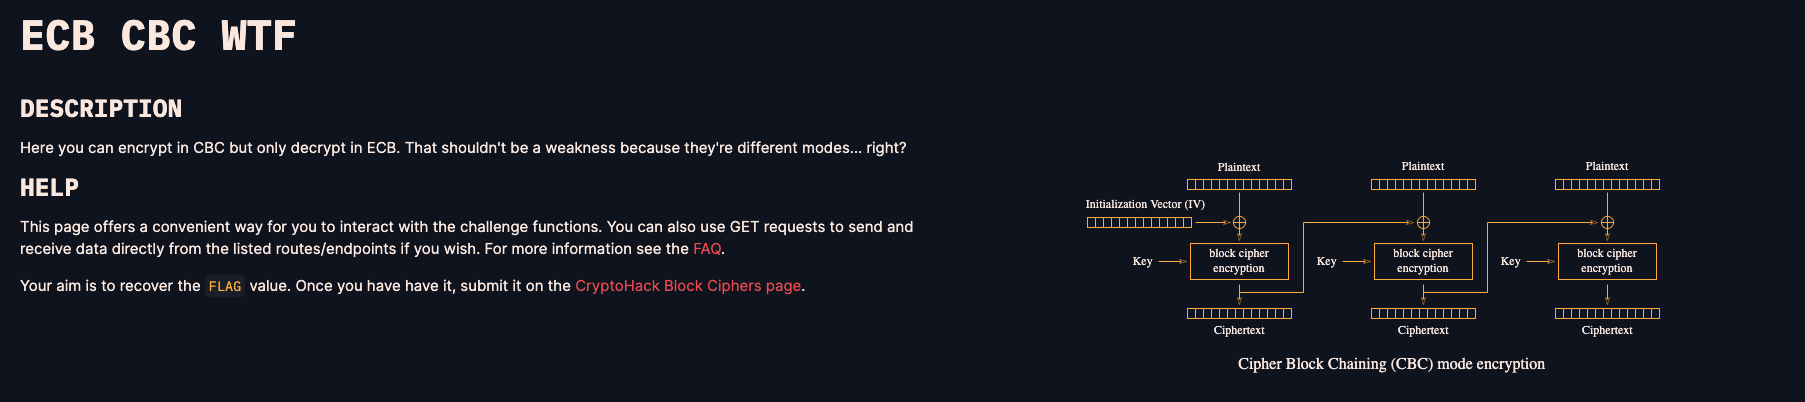 ECB CBC WTF
DESCRIPTION
Here you can encrypt in CBC but only decrypt in ECB. That shouldn't be a weakness because they're different modes... right?
HELP
This page offers a convenient way for you to interact with the challenge functions. You can also use GET requests to send and
receive data directly from the listed routes/endpoints if you wish. For more information see the FAQ.
Your aim is to recover the FLAG value. Once you have have it, submit it on the CryptoHack Block Ciphers page.
Plaintext Plaintext Plaintext
Initialization Vector (IV)
Key block cipher encryption Key block cipher encryption Key block cipher encryption
Ciphertext Ciphertext Ciphertext
Cipher Block Chaining (CBC) mode encryption